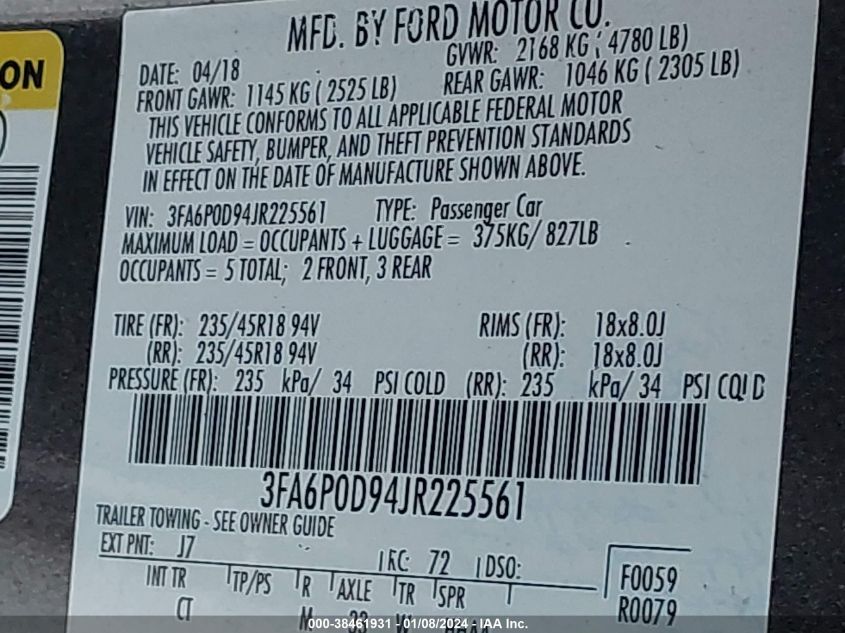 ON
MFD. BY FORD MOTOR CO.
DATE: 04/18 GVWR: 2168 KG ( 4780 LB)
FRONT GAWR: 1145 KG ( 2525 LB) REAR GAWR: 1046 KG ( 2305 LB)
THIS VEHICLE CONFORMS TO ALL APPLICABLE FEDERAL MOTOR
VEHICLE SAFETY, BUMPER, AND THEFT PREVENTION STANDARDS
IN EFFECT ON THE DATE OF MANUFACTURE SHOWN ABOVE.
VIN: 3FA6P0D94JR225561 TYPE: Passenger Car
MAXIMUM LOAD = OCCUPANTS + LUGGAGE = 375KG/ 827LB
OCCUPANTS = 5 TOTAL; 2 FRONT, 3 REAR
TIRE (FR): 235/45R18 94V RIMS (FR): 18x8.0J
(RR): 235/45R18 94V (RR): 18x8.0J
PRESSURE (FR): 235 kPa/ 34 PSI COLD (RR): 235 kPa/ 34 PSI COLD
3FA6P0D94JR225561
TRAILER TOWING - SEE OWNER GUIDE
EXT PNT: J7 RC: 72 DSO: F0059
INT TR TP/PS R AXLE TR SPR R0079
CT M 33 W
000-38461931 - 01/08/2024 - IAA Inc.